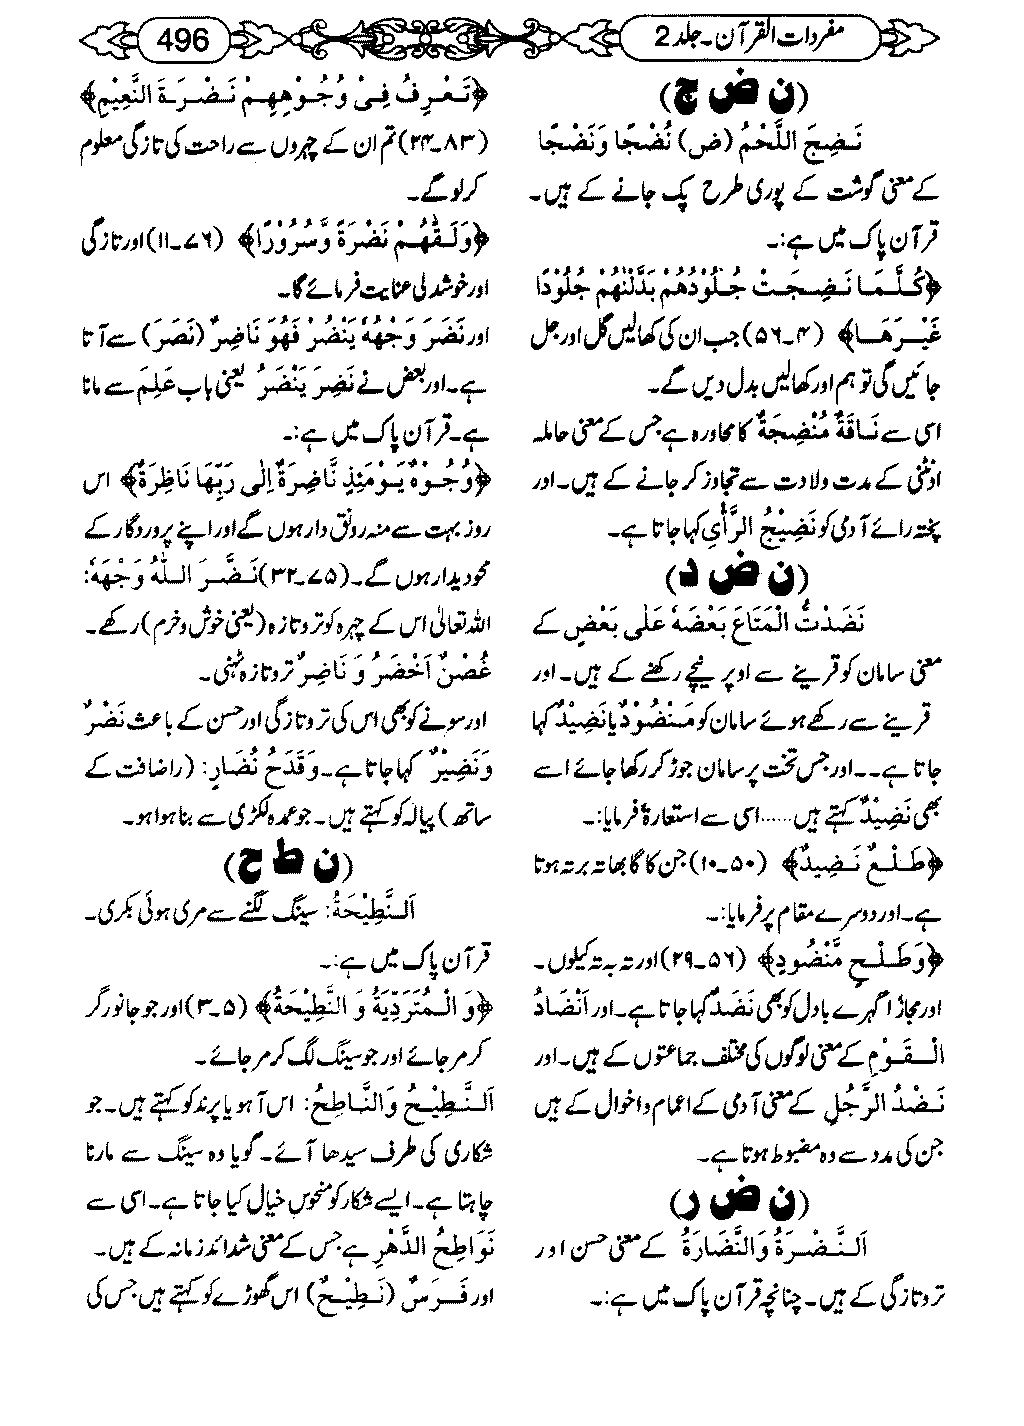 مفردات القرآن۔ جلد 2
496
(ن ض ج)
نَضِجَ اللَّحْمُ (ض) نُضْجًا وَنَضْجًا
کے معنی گوشت کے پوری طرح پک جانے کے ہیں۔
قرآن پاک میں ہے:۔
﴿كُلَّمَا نَضِجَتْ جُلُوْدُهُمْ بَدَّلْنٰهُمْ جُلُوْدًا
غَيْرَهَا﴾ (۴۔۵۶) جب ان کی کھالیں گل اور جل
جائیں گی تو ہم اور کھالیں بدل دیں گے۔
اسی سے نَاقَةٌ مُنْضِجَةٌ کا محاورہ ہے جس کے معنی حاملہ
اونٹنی کے مدت ولادت سے تجاوز کر جانے کے ہیں۔ اور
پختہ رائے آدمی کو نَضِيْجُ الرَّأْيِ کہا جاتا ہے۔
(ن ض د)
نَضَدْتُ الْمَتَاعَ بَعْضَهٗ عَلٰى بَعْضٍ کے
معنی سامان کو قرینے سے اوپر نیچے رکھنے کے ہیں۔ اور
قرینے سے رکھے ہوئے سامان کو مَنْضُوْدٌ یا نَضِيْدٌ کہا
جاتا ہے۔۔ اور جس تخت پر سامان جوڑ کر رکھا جائے اسے
بھی نَضِيْدٌ کہتے ہیں...... اسی سے استعارۃً فرمایا:۔
﴿طَلْعٌ نَضِيْدٌ﴾ (۵۰۔۱۰) جن کا گابھا تہ بر تہ ہوتا
ہے۔ اور دوسرے مقام پر فرمایا:۔
﴿وَطَلْحٍ مَّنْضُودٍ﴾ (۵۶۔۲۹) اور تہ بہ تہ کیلوں۔
اور مجازاً گہرے بادل کو بھی نَضَدٌ کہا جاتا ہے۔ اور اَنْضَادُ
الْقَوْمِ کے معنی لوگوں کی مختلف جماعتوں کے ہیں۔ اور
نَضْدُ الرَّجُلِ کے معنی آدمی کے اعمام و اخوال کے ہیں
جن کی مدد سے وہ مضبوط ہوتا ہے۔
(ن ض ر)
اَلنَّضْرَةُ وَالنَّضَارَةُ کے معنی حسن اور
تروتازگی کے ہیں۔ چنانچہ قرآن پاک میں ہے:۔
﴿تَعْرِفُ فِىْ وُجُوْهِهِمْ نَضْرَةَ النَّعِيْمِ﴾
(۸۳۔۲۴) تم ان کے چہروں سے راحت کی تازگی معلوم
کر لو گے۔
﴿وَلَقّٰهُمْ نَضْرَةً وَّسُرُوْرًا﴾ (۷۶۔۱۱) اور تازگی
اور خوشدلی عنایت فرمائے گا۔
اور نَضَرَ وَجْهُهٗ يَنْضُرُ فَهُوَ نَاضِرٌ (نَصَرَ) سے آتا
ہے۔ اور بعض نے نَضِرَ يَنْضَرُ یعنی باب عَلِمَ سے مانا
ہے۔ قرآن پاک میں ہے:۔
﴿وُجُوْهٌ يَوْمَئِذٍ نَّاضِرَةٌ اِلٰى رَبِّهَا نَاظِرَةٌ﴾ اس
روز بہت سے منہ رونق دار ہوں گے اور اپنے پروردگار کے
محو دیدار ہوں گے۔ (۷۵۔۳۲) نَضَّرَ اللّٰهُ وَجْهَهٗ:
اللہ تعالیٰ اس کے چہرہ کو تروتازہ (یعنی خوش و خرم) رکھے۔
غُصْنٌ اَخْضَرُ وَ نَاضِرٌ تروتازہ ٹہنی۔
اور سونے کو بھی اس کی تروتازگی اور حسن کے باعث نَضْرٌ
وَنَضِيْرٌ کہا جاتا ہے۔ وَقَدَحُ نُضَارٍ: (راضافت کے
ساتھ) پیالہ کو کہتے ہیں۔ جو عمدہ لکڑی سے بنا ہوا ہو۔
(ن ط ح)
اَلنَّطِيْحَةُ: سینگ لگنے سے مری ہوئی بکری۔
قرآن پاک میں ہے:۔
﴿وَ الْمُتَرَدِّيَةُ وَ النَّطِيْحَةُ﴾ (۵۔۳) اور جو جانور گر
کر مر جائے اور جو سینگ لگ کر مر جائے۔
اَلنَّطِيْحُ وَالنَّاطِحُ: اس آہو یا پرند کو کہتے ہیں۔ جو
شکاری کی طرف سیدھا آئے۔ گویا وہ سینگ سے مارنا
چاہتا ہے۔ ایسے شکار کو منحوس خیال کیا جاتا ہے۔ اسی سے
نَوَاطِحُ الدَّهْرِ ہے جس کے معنی شدائد زمانہ کے ہیں۔
اور فَرَسٌ (نَطِيْحٌ) اس گھوڑے کو کہتے ہیں جس کی